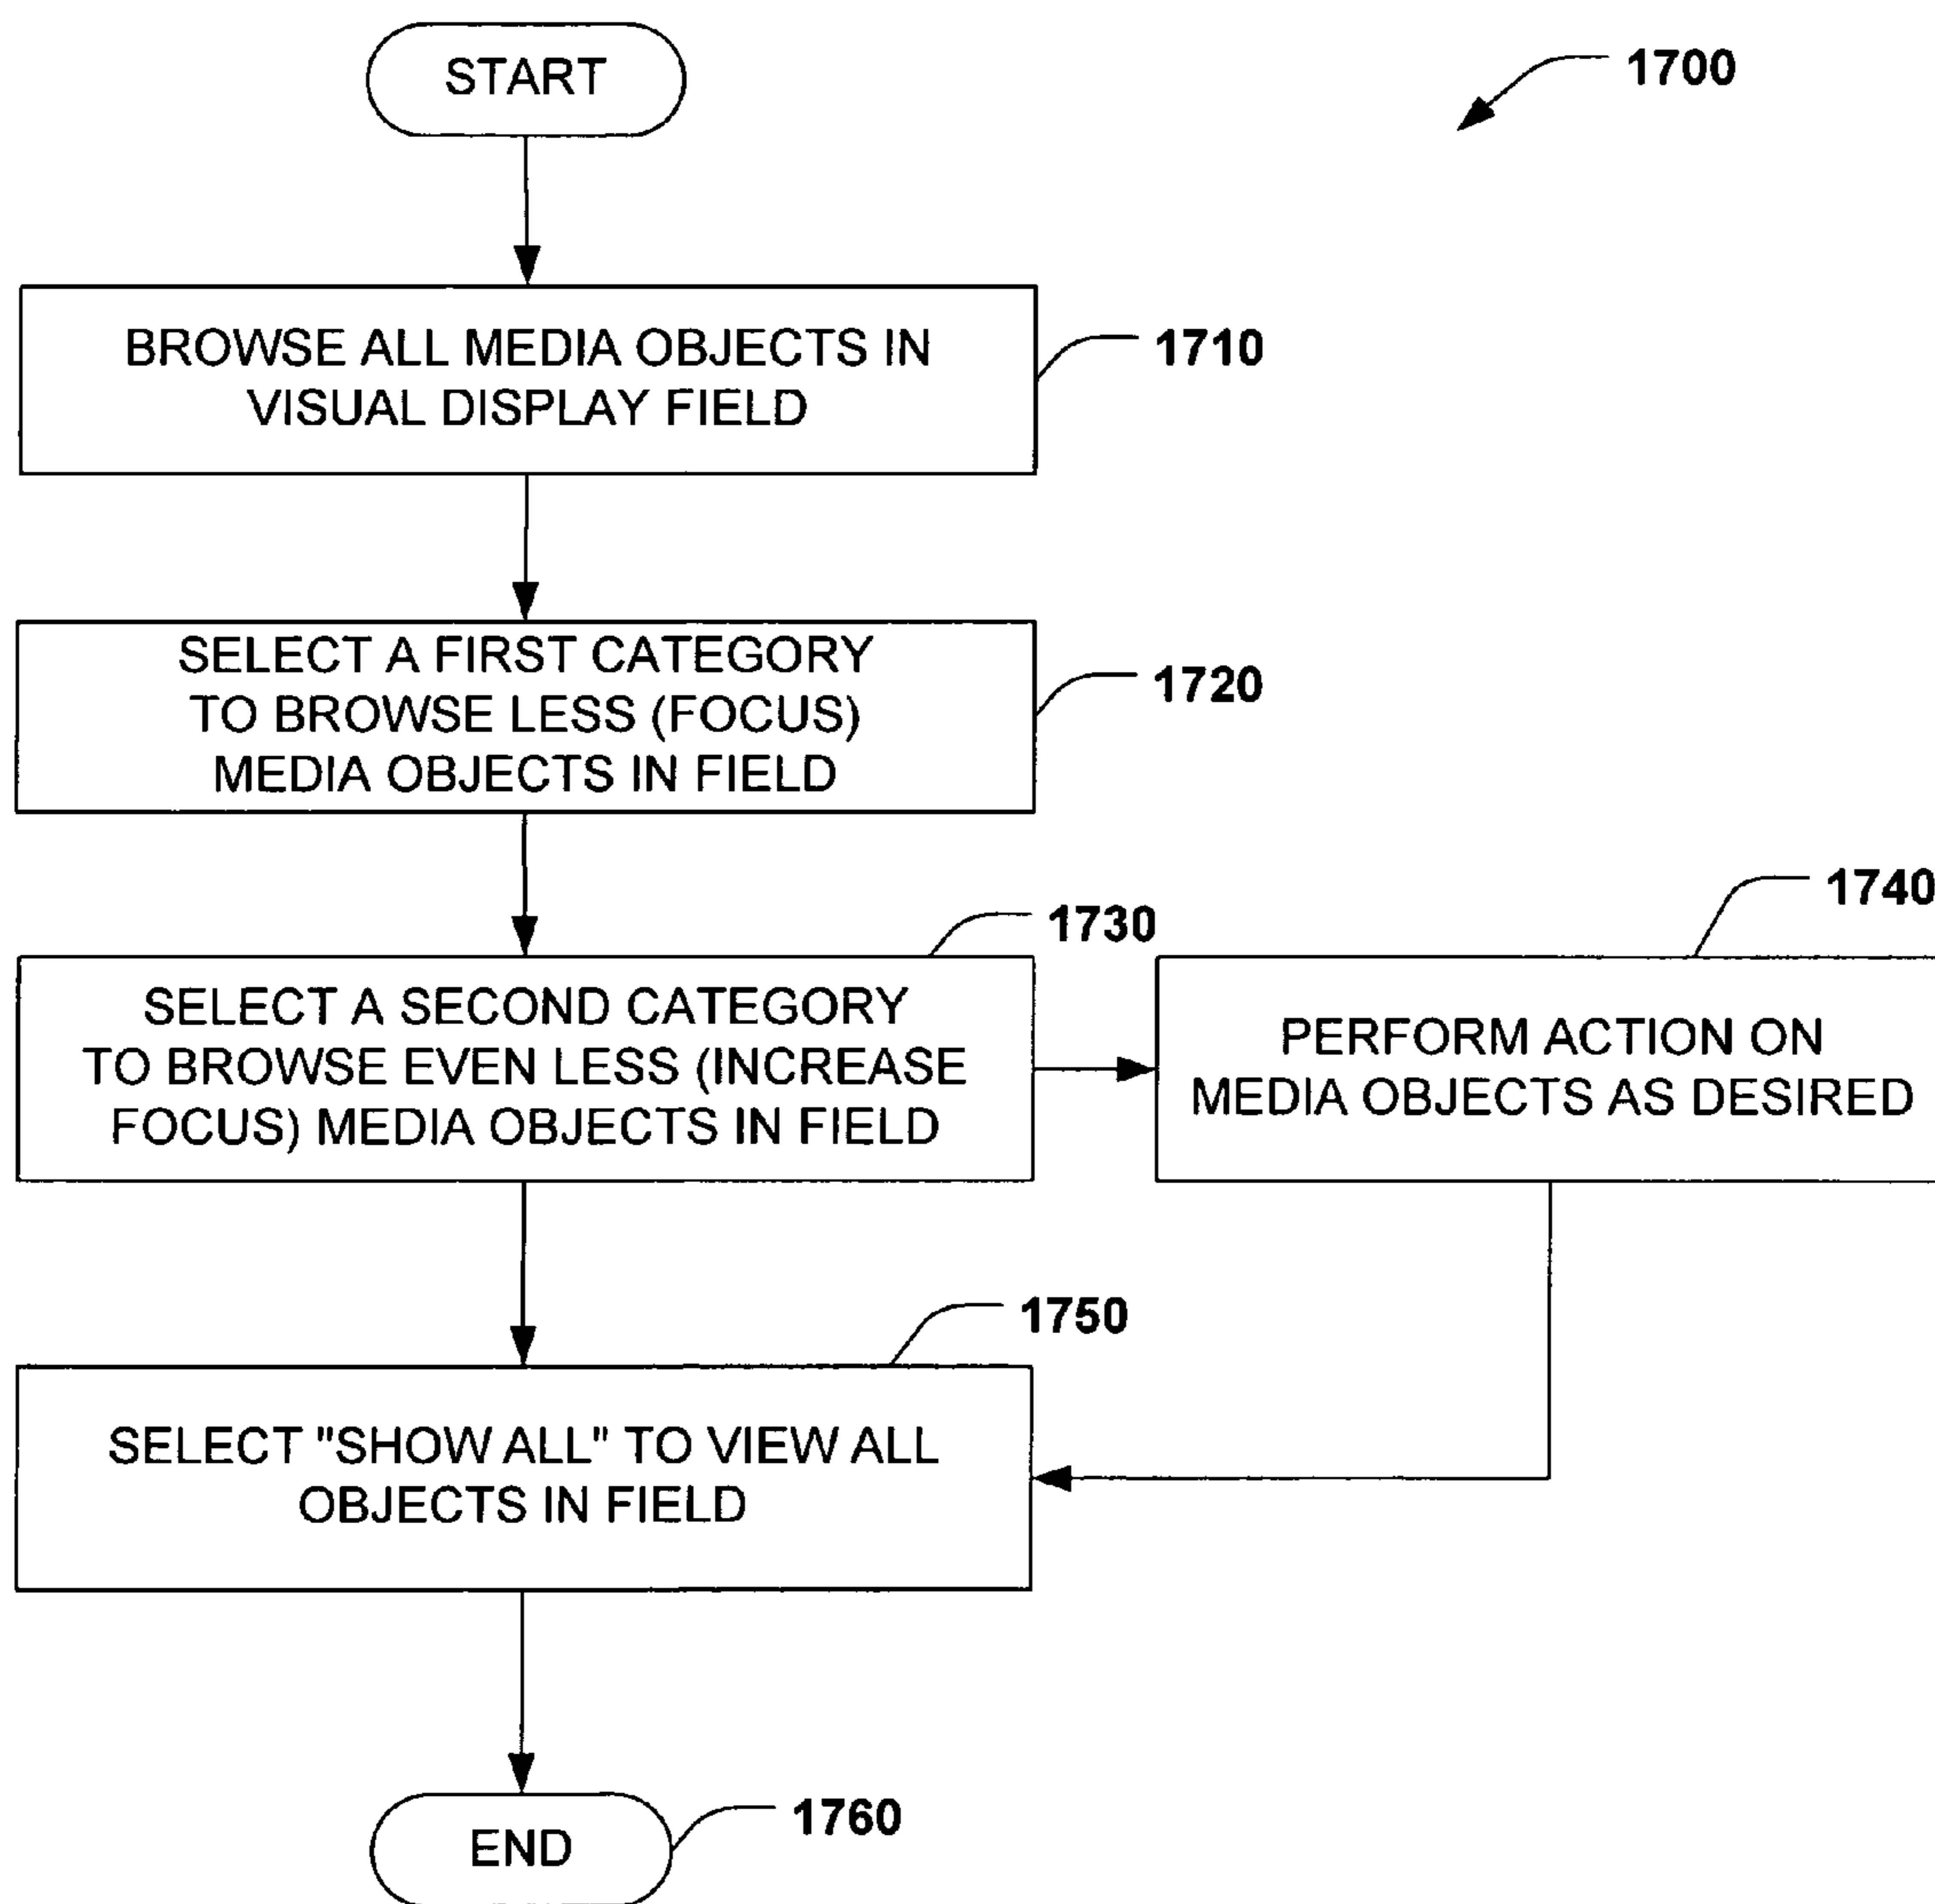 START
1700
BROWSE ALL MEDIA OBJECTS IN
VISUAL DISPLAY FIELD
1710
SELECT A FIRST CATEGORY
TO BROWSE LESS (FOCUS)
MEDIA OBJECTS IN FIELD
1720
SELECT A SECOND CATEGORY
TO BROWSE EVEN LESS (INCREASE
FOCUS) MEDIA OBJECTS IN FIELD
1730
PERFORM ACTION ON
MEDIA OBJECTS AS DESIRED
1740
SELECT "SHOW ALL" TO VIEW ALL
OBJECTS IN FIELD
1750
END
1760